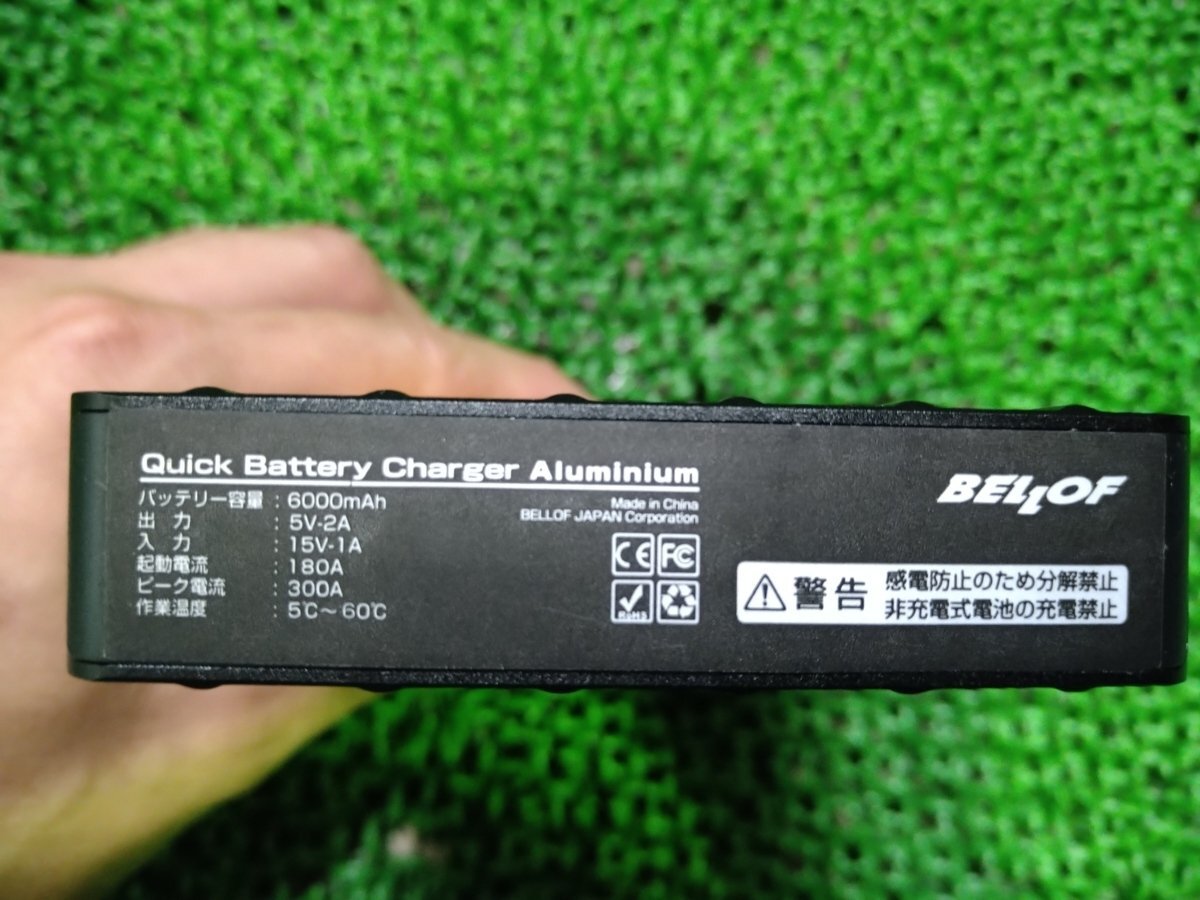 Quick Battery Charger Aluminium
バッテリー容量 : 6000mAh
出 力 : 5V-2A
入 力 : 15V-1A
起動電流 : 180A
ピーク電流 : 300A
作業温度 : 5℃～60℃
Made in China
BELLOF JAPAN Corporation
CE FC
RoHS
BELLOF
警告
感電防止のため分解禁止
非充電式電池の充電禁止